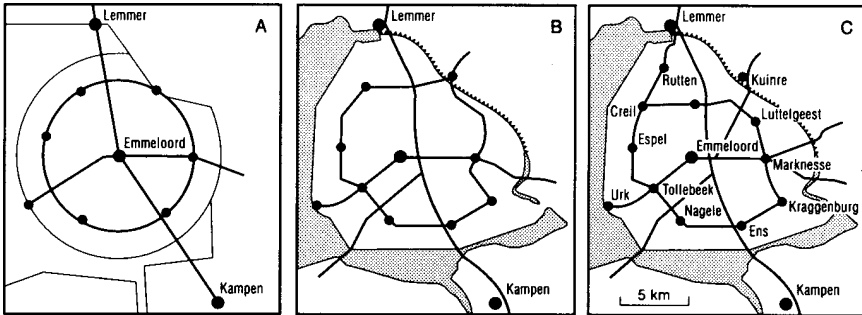 Lemmer
A
Emmeloord
Kampen
Lemmer
B
Emmeloord
Kampen
Lemmer
C
Rutten
Kuinre
Creil
Luttelgeest
Espel
Emmeloord
Marknesse
Urk
Tollebeek
Nagele
Kraggenburg
Ens
Kampen
5 km